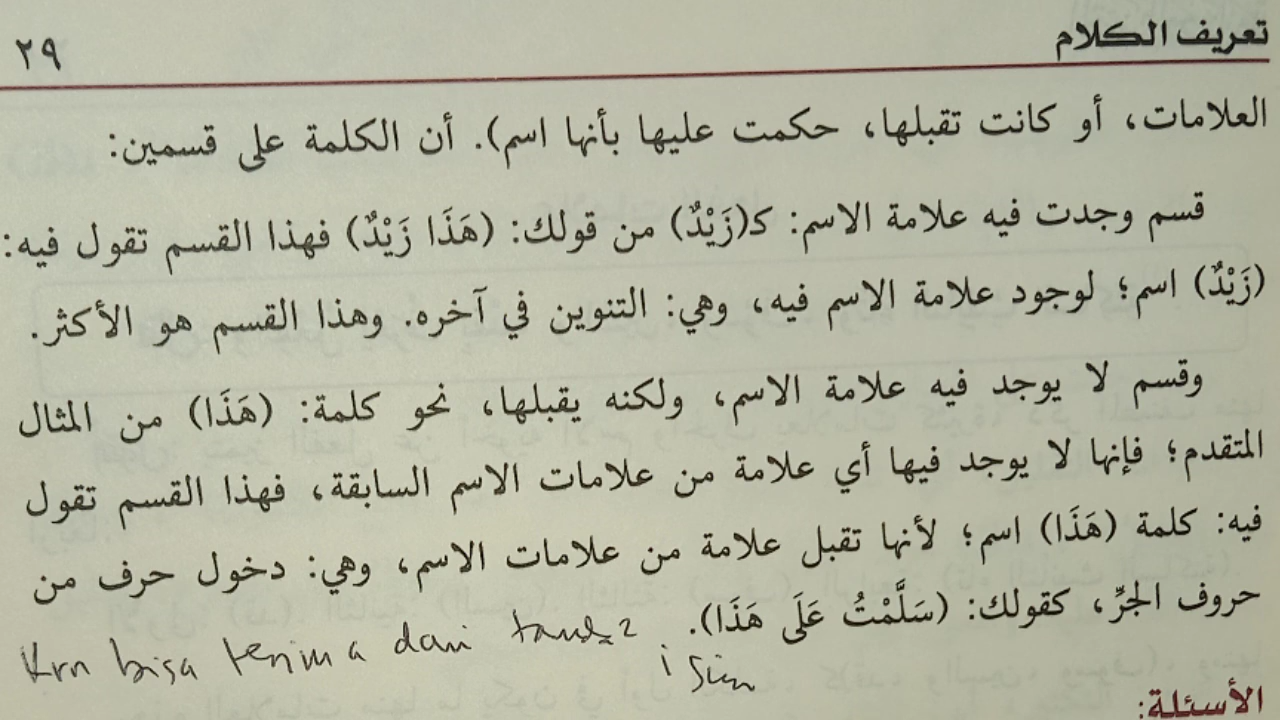 تعريف الكلام
٢٩
العلامات، أو كانت تقبلها، حكمت عليها بأنها اسم). أن الكلمة على قسمين:
قسم وجدت فيه علامة الاسم: كـ(زَيْدٌ) من قولك: (هَذَا زَيْدٌ) فهذا القسم تقول فيه:
(زَيْدٌ) اسم؛ لوجود علامة الاسم فيه، وهي: التنوين في آخره. وهذا القسم هو الأكثر.
وقسم لا يوجد فيه علامة الاسم، ولكنه يقبلها، نحو كلمة: (هَذَا) من المثال
المتقدم؛ فإنها لا يوجد فيها أي علامة من علامات الاسم السابقة، فهذا القسم تقول
فيه: كلمة (هَذَا) اسم؛ لأنها تقبل علامة من علامات الاسم، وهي: دخول حرف من
حروف الجرِّ، كقولك: (سَلَّمْتُ عَلَى هَذَا).
Krn bisa terima dari tanda2
isim
الأسئلة: